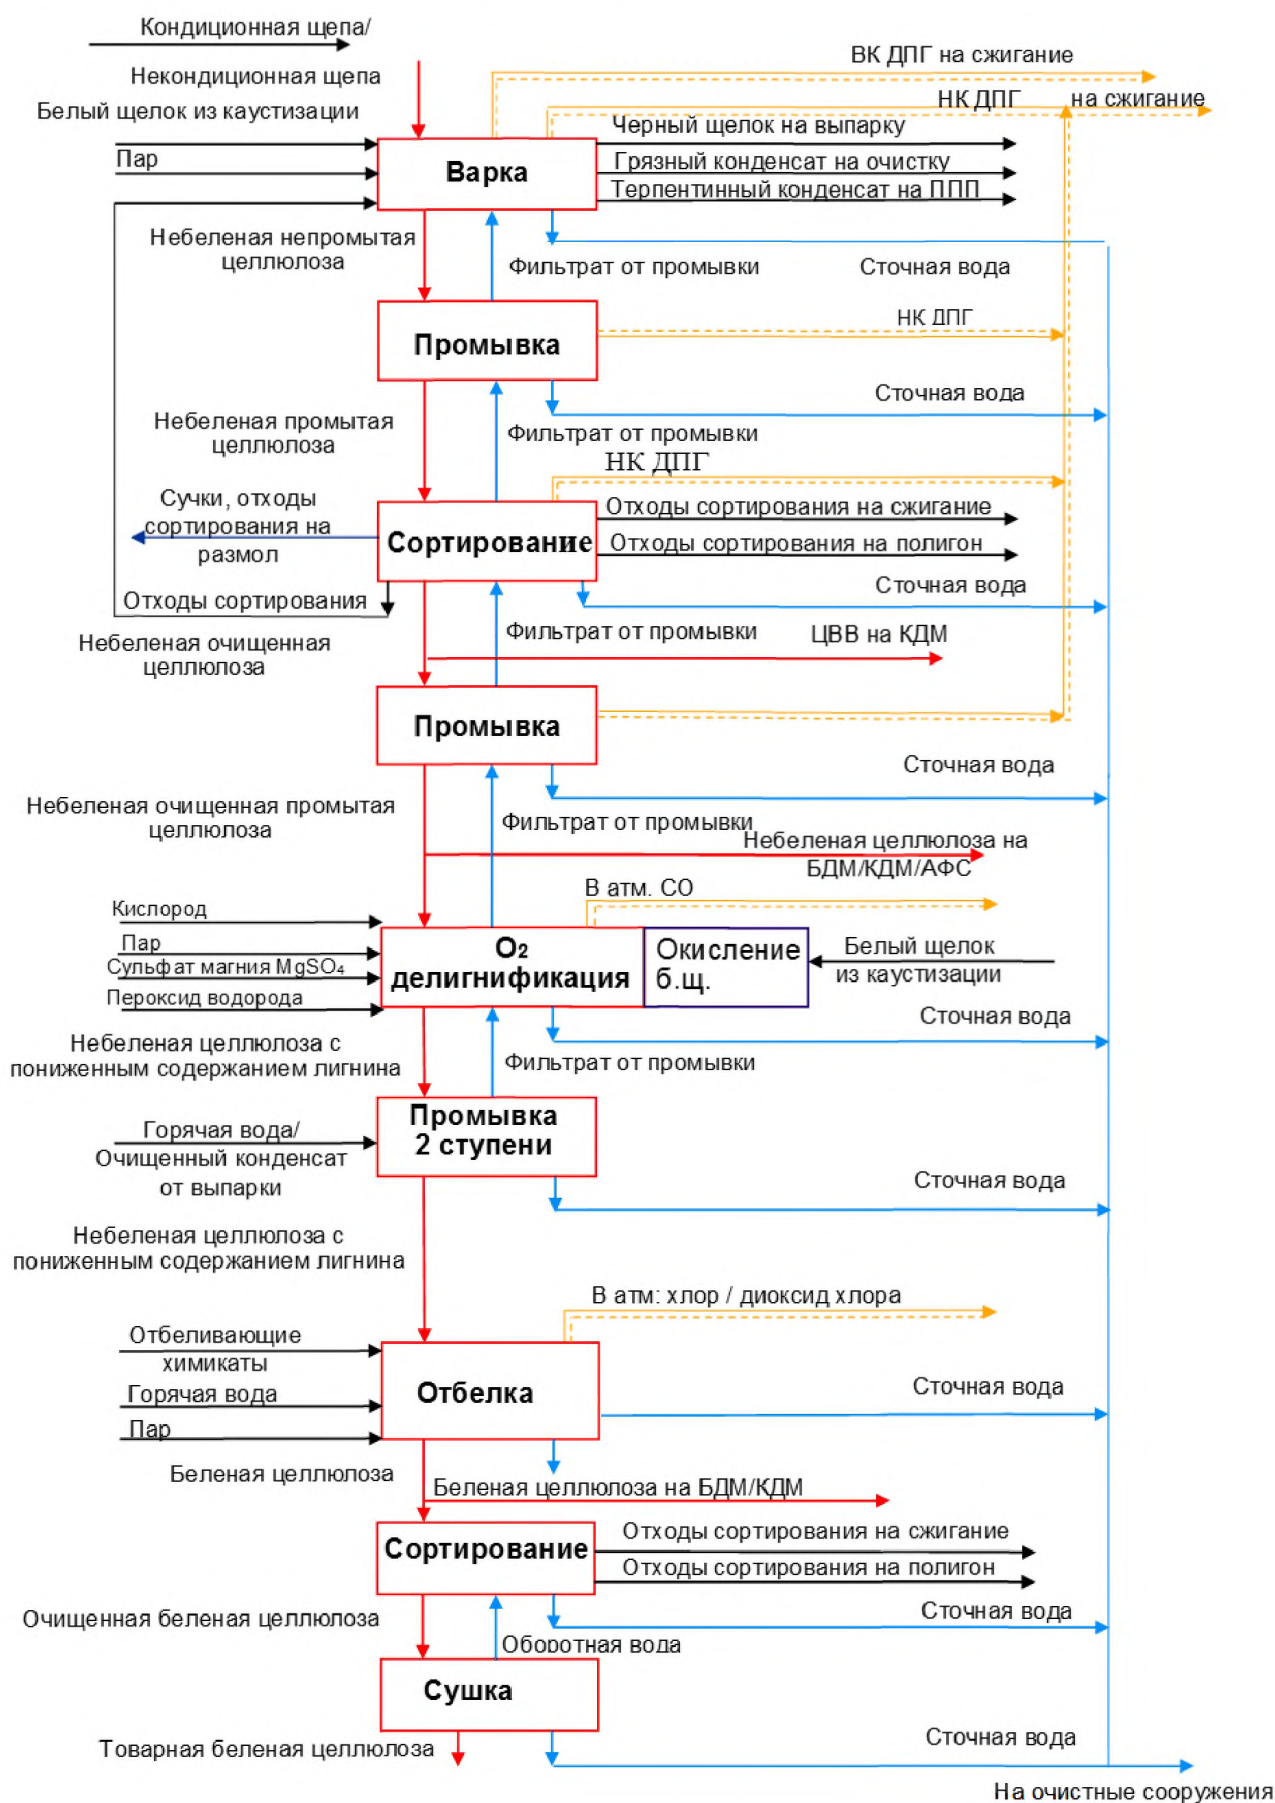 Кондиционная щепа/
Некондиционная щепа
ВК ДПГ на сжигание
НК ДПГ
на сжигание
Белый щелок из каустизации
Пар
Варка
Черный щелок на выпарку
Грязный конденсат на очистку
Терпентинный конденсат на ППП
Небеленая непромытая
целлюлоза
Фильтрат от промывки
Сточная вода
Промывка
НК ДПГ
Сточная вода
Небеленая промытая
целлюлоза
Фильтрат от промывки
НК ДПГ
Сучки, отходы
сортирования на
размол
Сортирование
Отходы сортирования на сжигание
Отходы сортирования на полигон
Сточная вода
Отходы сортирования
Небеленая очищенная
целлюлоза
Фильтрат от промывки
ЦВВ на КДМ
Промывка
Сточная вода
Небеленая очищенная промытая
целлюлоза
Фильтрат от промывки
Небеленая целлюлоза на
БДМ/КДМ/АФС
В атм. СО
Кислород
Пар
Сульфат магния MgSO₄
Пероксид водорода
О₂
делигнификация
Окисление
б.щ.
Белый щелок
из каустизации
Сточная вода
Небеленая целлюлоза с
пониженным содержанием лигнина
Фильтрат от промывки
Промывка
2 ступени
Горячая вода/
Очищенный конденсат
от выпарки
Сточная вода
Небеленая целлюлоза с
пониженным содержанием лигнина
В атм: хлор / диоксид хлора
Отбеливающие
химикаты
Горячая вода
Пар
Отбелка
Сточная вода
Беленая целлюлоза
Беленая целлюлоза на БДМ/КДМ
Сортирование
Отходы сортирования на сжигание
Отходы сортирования на полигон
Сточная вода
Очищенная беленая целлюлоза
Оборотная вода
Сушка
Товарная беленая целлюлоза
Сточная вода
На очистные сооружения